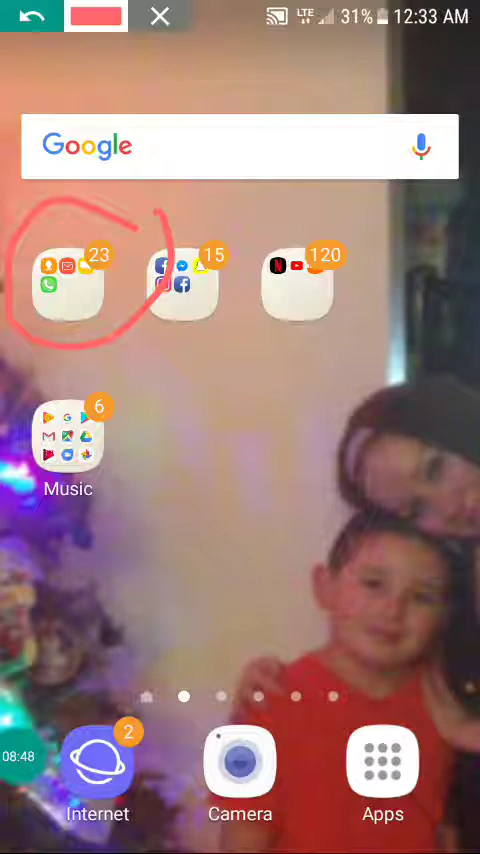 LTE 31% 12:33 AM
Google
23 15 120
6
Music
08:48
2
Internet Camera Apps